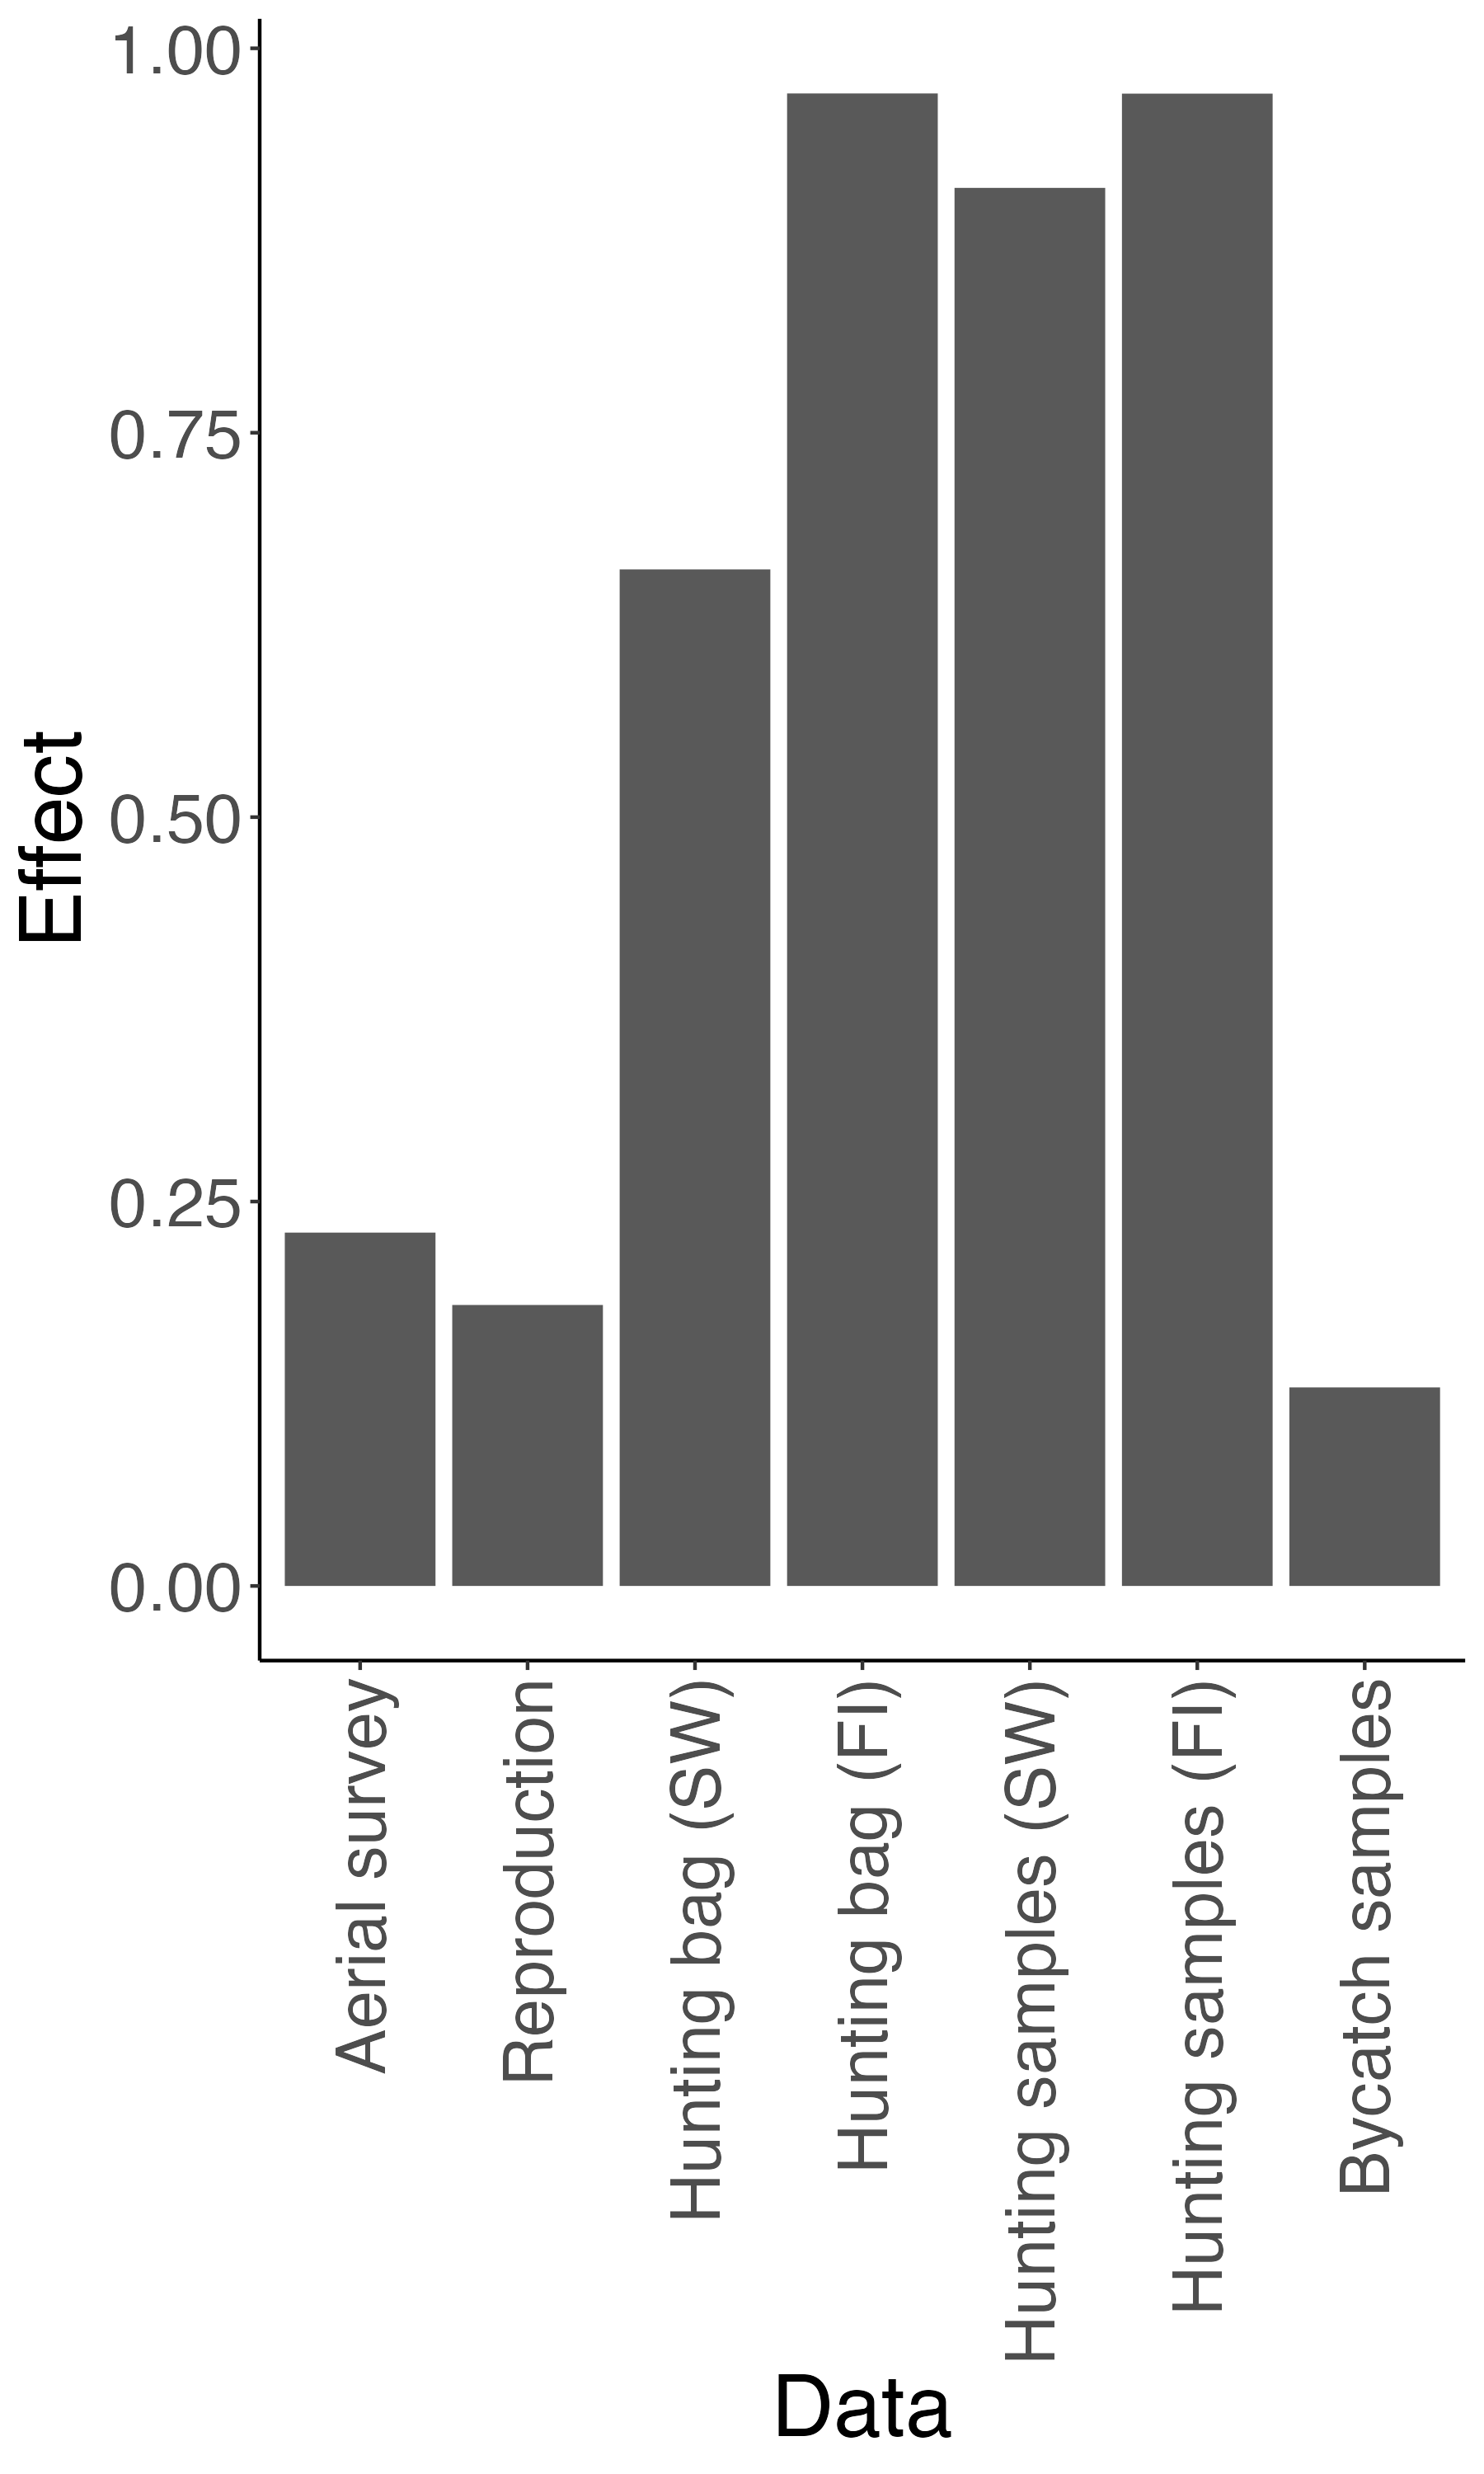 Effect
1.00
0.75
0.50
0.25
0.00
Aerial survey
Reproduction
Hunting bag (SW)
Hunting bag (FI)
Hunting samples (SW)
Hunting samples (FI)
Bycatch samples
Data